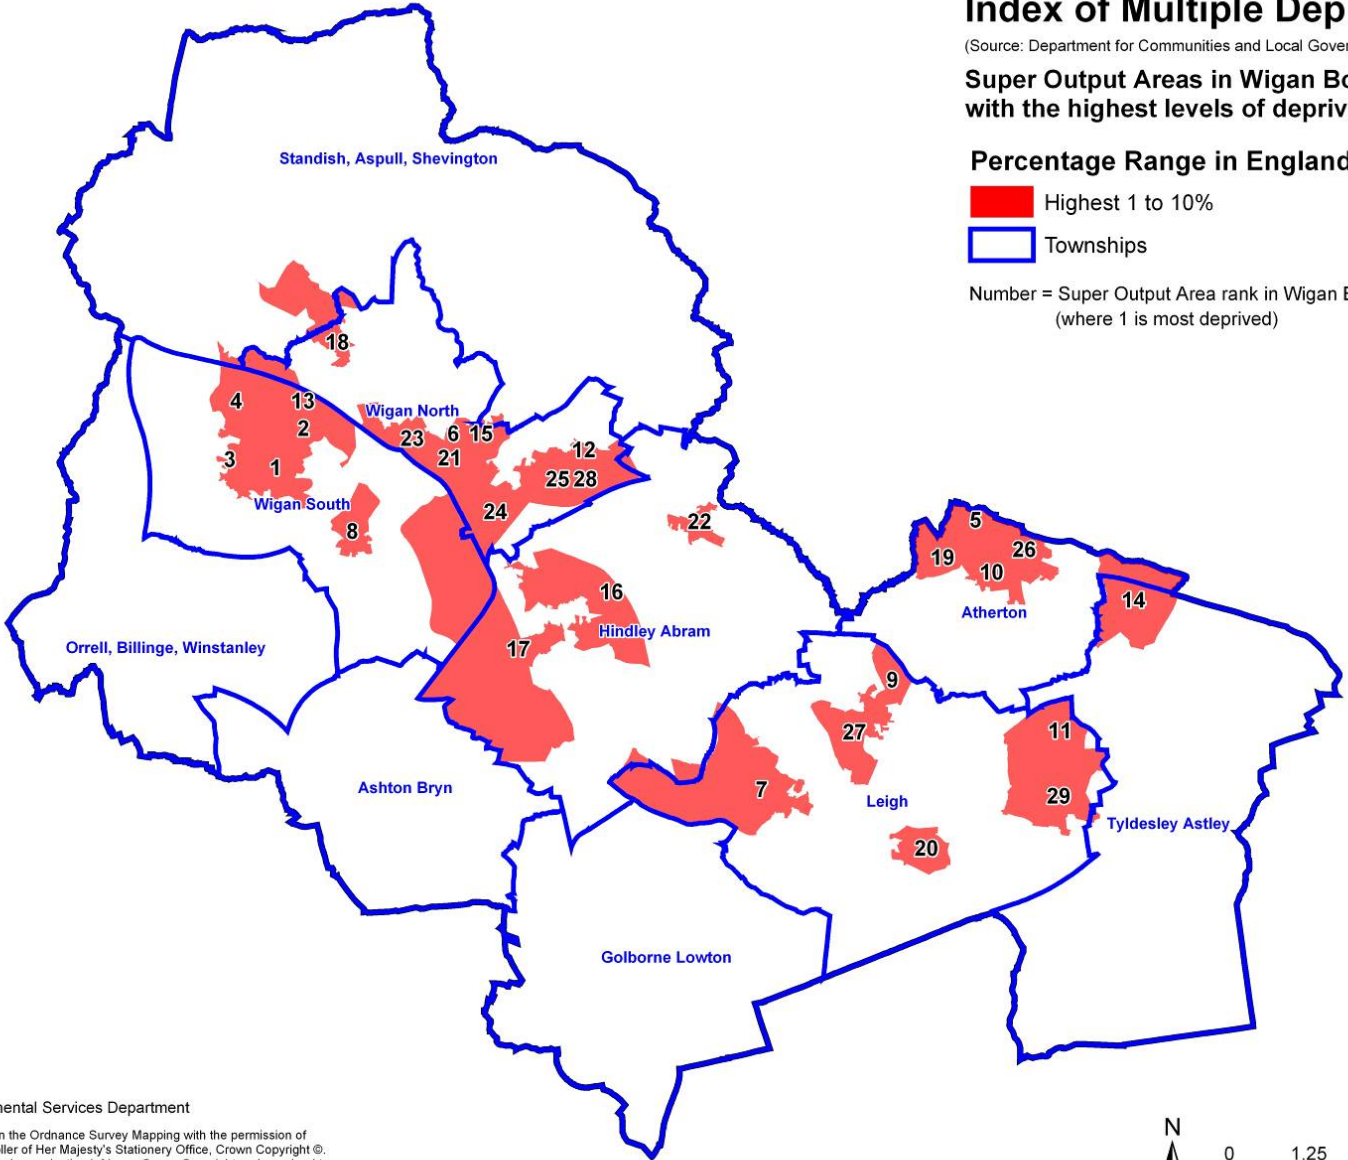 Index of Multiple Dep
(Source: Department for Communities and Local Gover
Super Output Areas in Wigan Bo
with the highest levels of depriv
Standish, Aspull, Shevington
Percentage Range in England
Highest 1 to 10%
Townships
Number = Super Output Area rank in Wigan B
(where 1 is most deprived)
18
4
13
Wigan North
2
23
6
15
12
3
1
21
25
28
Wigan South
24
8
22
5
19
26
10
16
14
Atherton
Hindley Abram
Orrell, Billinge, Winstanley
17
9
27
11
Ashton Bryn
7
Leigh
29
Tyldesley Astley
20
Golborne Lowton
mental Services Department
N
n the Ordnance Survey Mapping with the permission of
ller of Her Majesty's Stationery Office, Crown Copyright ©.
0
1.25